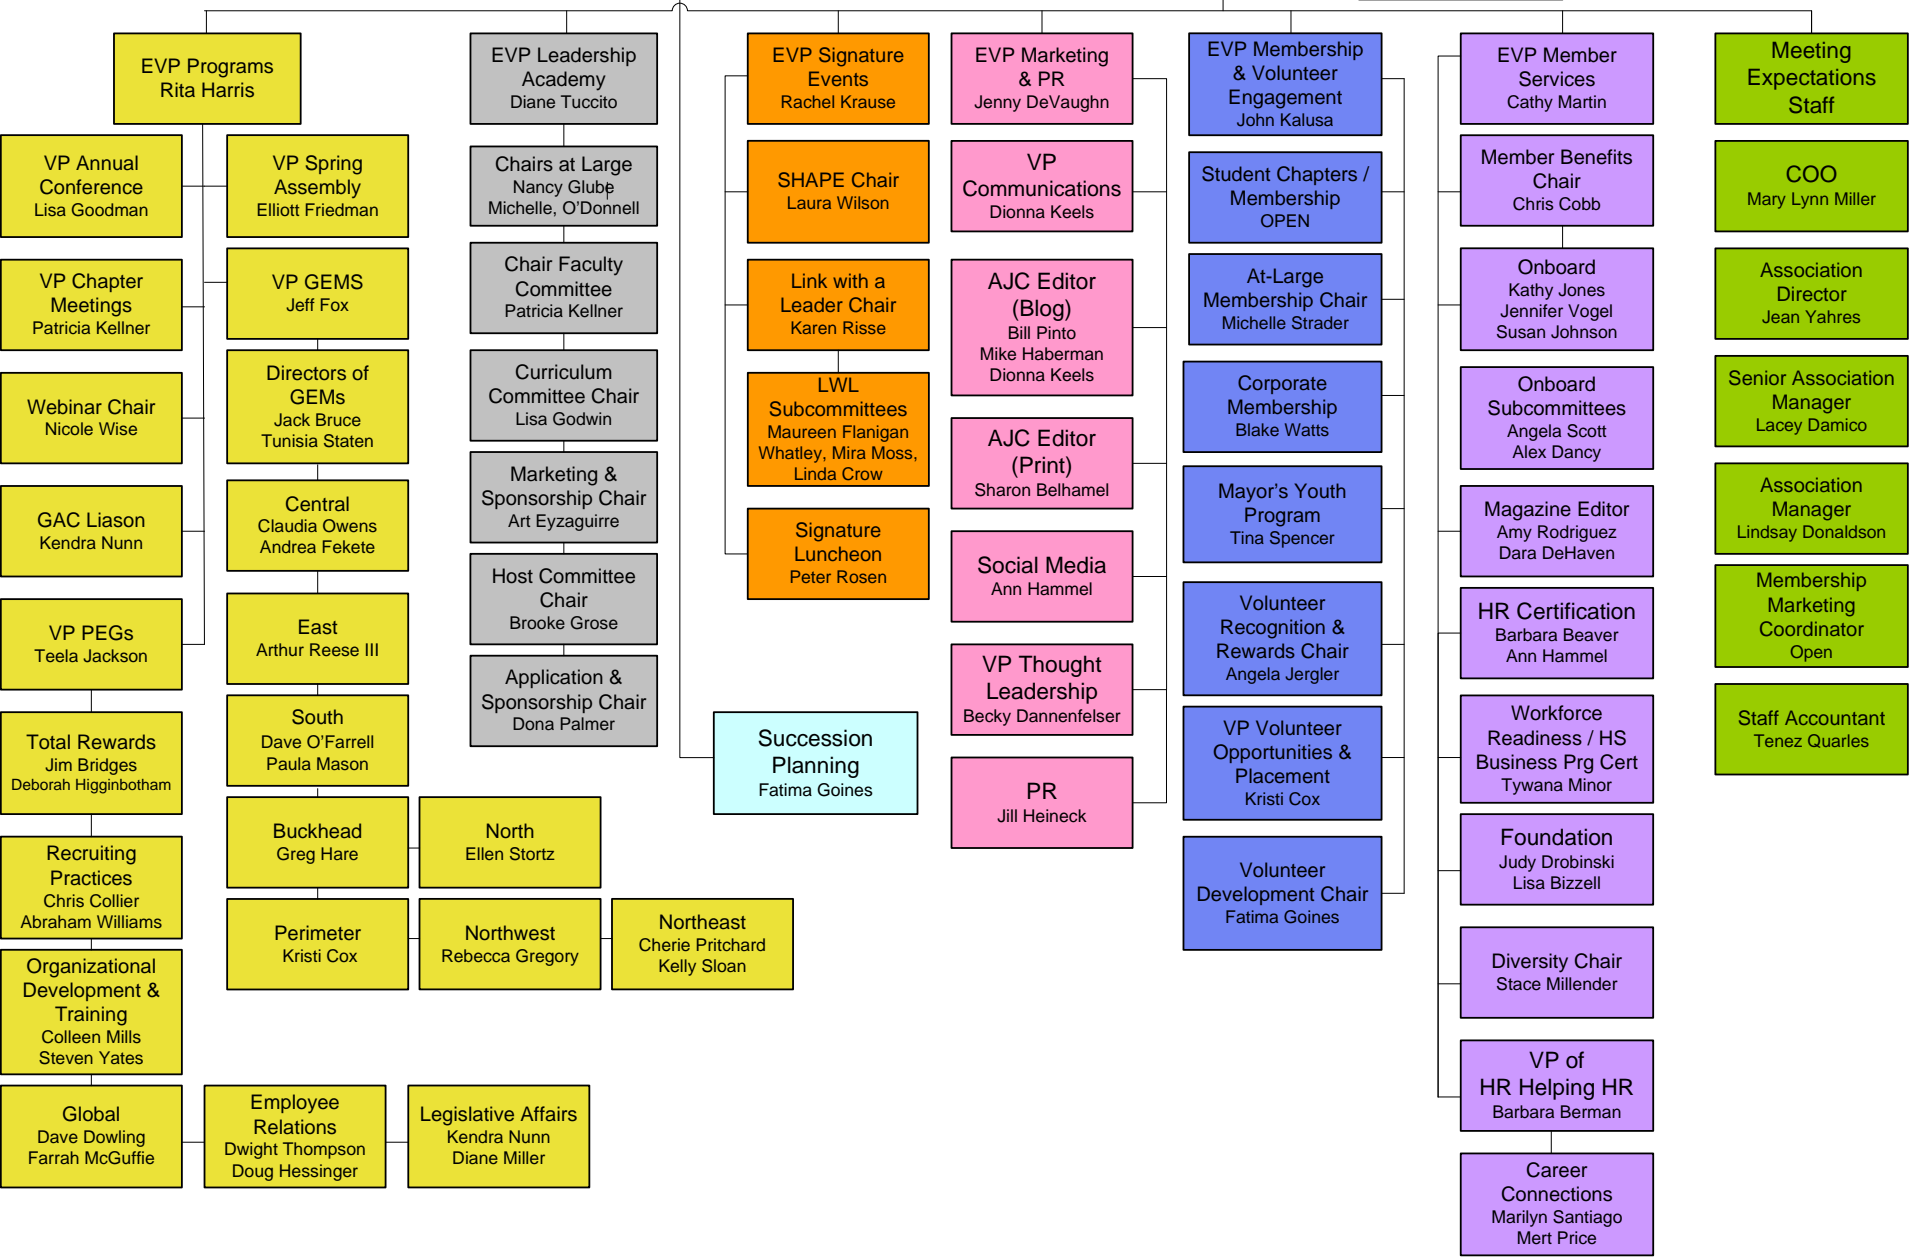 EVP Programs
Rita Harris
VP Annual
Conference
Lisa Goodman
VP Spring
Assembly
Elliott Friedman
VP Chapter
Meetings
Patricia Kellner
VP GEMS
Jeff Fox
Webinar Chair
Nicole Wise
Directors of
GEMs
Jack Bruce
Tunisia Staten
GAC Liason
Kendra Nunn
Central
Claudia Owens
Andrea Fekete
VP PEGs
Teela Jackson
East
Arthur Reese III
Total Rewards
Jim Bridges
Deborah Higginbotham
South
Dave O’Farrell
Paula Mason
Recruiting
Practices
Chris Collier
Abraham Williams
Buckhead
Greg Hare
North
Ellen Stortz
Organizational
Development &
Training
Colleen Mills
Steven Yates
Perimeter
Kristi Cox
Northwest
Rebecca Gregory
Northeast
Cherie Pritchard
Kelly Sloan
Global
Dave Dowling
Farrah McGuffie
Employee
Relations
Dwight Thompson
Doug Hessinger
Legislative Affairs
Kendra Nunn
Diane Miller
EVP Leadership
Academy
Diane Tuccito
Chairs at Large
Nancy Glube
Michelle, O’Donnell
Chair Faculty
Committee
Patricia Kellner
Curriculum
Committee Chair
Lisa Godwin
Marketing &
Sponsorship Chair
Art Eyzaguirre
Host Committee
Chair
Brooke Grose
Application &
Sponsorship Chair
Dona Palmer
EVP Signature
Events
Rachel Krause
SHAPE Chair
Laura Wilson
Link with a
Leader Chair
Karen Risse
LWL
Subcommittees
Maureen Flanigan
Whatley, Mira Moss,
Linda Crow
Signature
Luncheon
Peter Rosen
Succession
Planning
Fatima Goines
EVP Marketing
& PR
Jenny DeVaughn
VP
Communications
Dionna Keels
AJC Editor
(Blog)
Bill Pinto
Mike Haberman
Dionna Keels
AJC Editor
(Print)
Sharon Belhamel
Social Media
Ann Hammel
VP Thought
Leadership
Becky Dannenfelser
PR
Jill Heineck
EVP Membership
& Volunteer
Engagement
John Kalusa
Student Chapters /
Membership
OPEN
At-Large
Membership Chair
Michelle Strader
Corporate
Membership
Blake Watts
Mayor’s Youth
Program
Tina Spencer
Volunteer
Recognition &
Rewards Chair
Angela Jergler
VP Volunteer
Opportunities &
Placement
Kristi Cox
Volunteer
Development Chair
Fatima Goines
EVP Member
Services
Cathy Martin
Member Benefits
Chair
Chris Cobb
Onboard
Kathy Jones
Jennifer Vogel
Susan Johnson
Onboard
Subcommittees
Angela Scott
Alex Dancy
Magazine Editor
Amy Rodriguez
Dara DeHaven
HR Certification
Barbara Beaver
Ann Hammel
Workforce
Readiness / HS
Business Prg Cert
Tywana Minor
Foundation
Judy Drobinski
Lisa Bizzell
Diversity Chair
Stace Millender
VP of
HR Helping HR
Barbara Berman
Career
Connections
Marilyn Santiago
Mert Price
Meeting
Expectations
Staff
COO
Mary Lynn Miller
Association
Director
Jean Yahres
Senior Association
Manager
Lacey Damico
Association
Manager
Lindsay Donaldson
Membership
Marketing
Coordinator
Open
Staff Accountant
Tenez Quarles